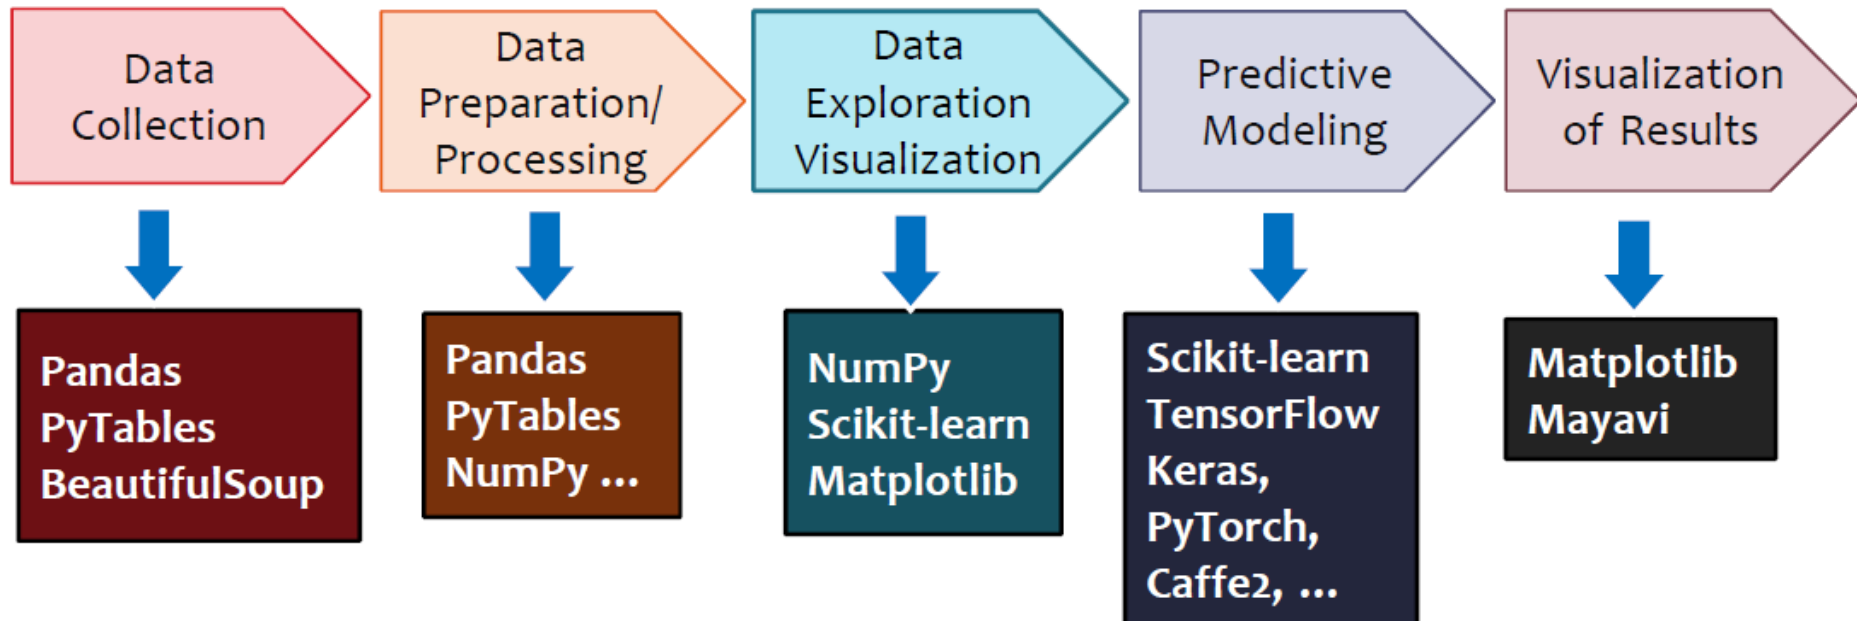 Data
Collection
Data
Preparation/
Processing
Data
Exploration
Visualization
Predictive
Modeling
Visualization
of Results
Pandas
PyTables
BeautifulSoup
Pandas
PyTables
NumPy ...
NumPy
Scikit-learn
Matplotlib
Scikit-learn
TensorFlow
Keras,
PyTorch,
Caffe2, ...
Matplotlib
Mayavi